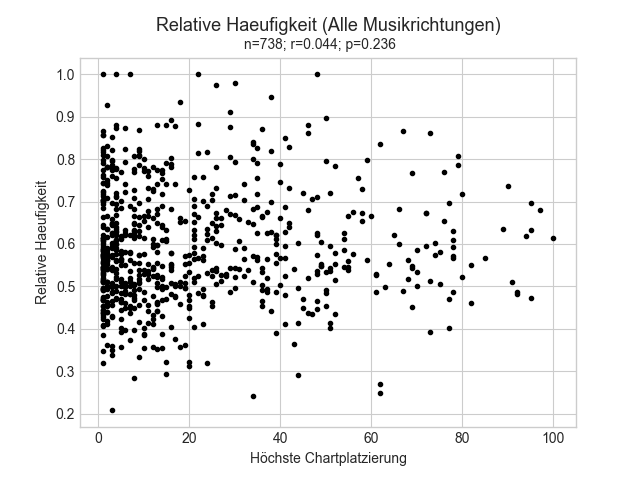 Relative Haeufigkeit (Alle Musikrichtungen)
n=738; r=0.044; p=0.236
1.0
0.9
0.8
0.7
0.6
0.5
0.4
0.3
0.2
Relative Haeufigkeit
0 20 40 60 80 100
Höchste Chartplatzierung